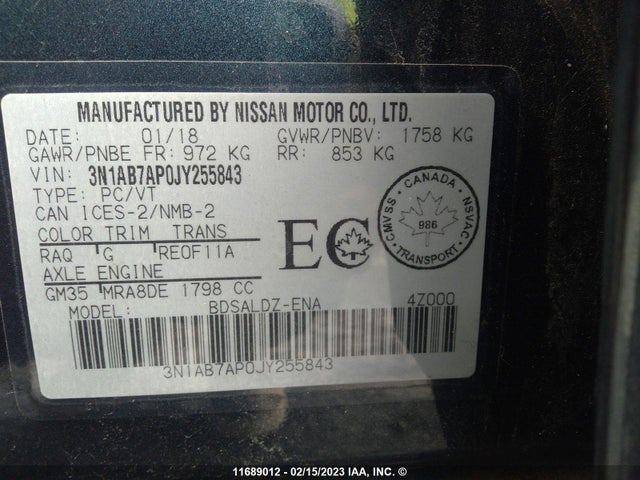 MANUFACTURED BY NISSAN MOTOR CO., LTD.
DATE: 01/18 GVWR/PNBV: 1758 KG
GAWR/PNBE FR: 972 KG RR: 853 KG
VIN: 3N1AB7AP0JY255843
TYPE: PC/VT
CAN ICES-2/NMB-2
COLOR TRIM TRANS
RAQ G RE0F11A
AXLE ENGINE
GM35 MRA8DE 1798 CC
MODEL: BDSALDZ-ENA 4Z000
3N1AB7AP0JY255843
EC
CANADA
CMVSS NSVAC
986
TRANSPORT
11689012 - 02/15/2023 IAA, INC. ©